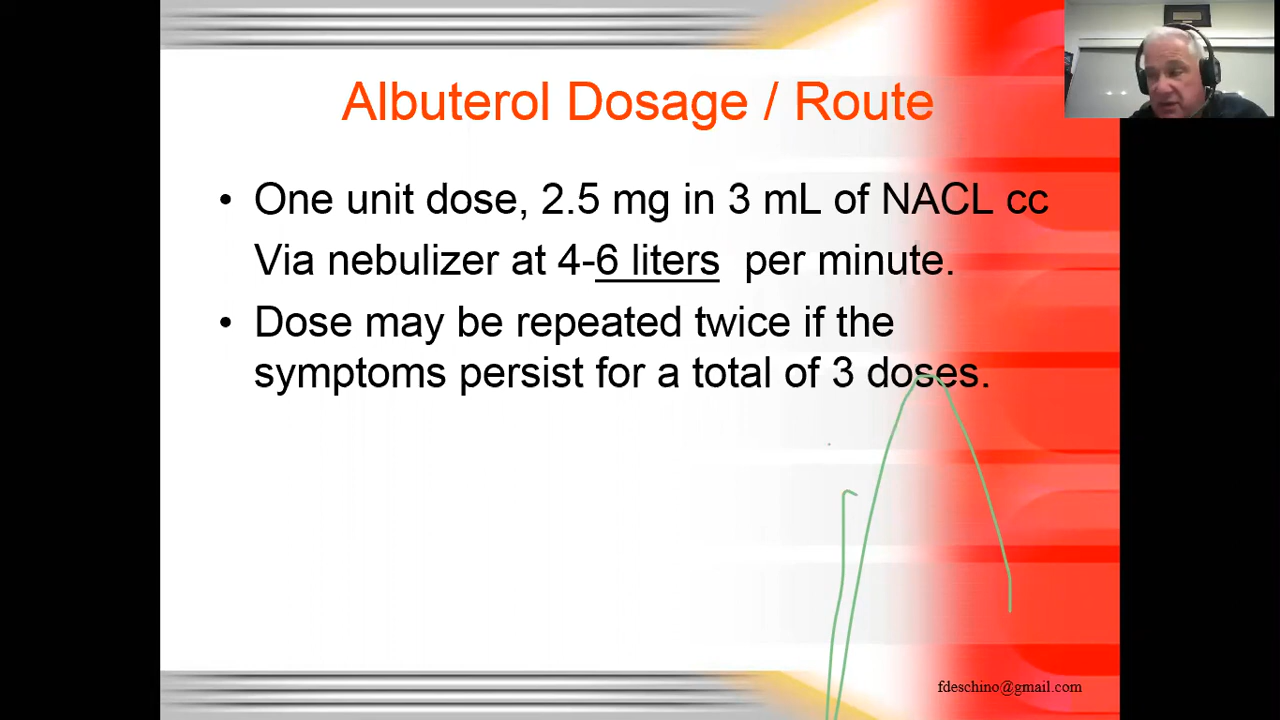 Albuterol Dosage / Route
• One unit dose, 2.5 mg in 3 mL of NACL cc
Via nebulizer at 4-6 liters per minute.
• Dose may be repeated twice if the
symptoms persist for a total of 3 doses.
fdeschino@gmail.com